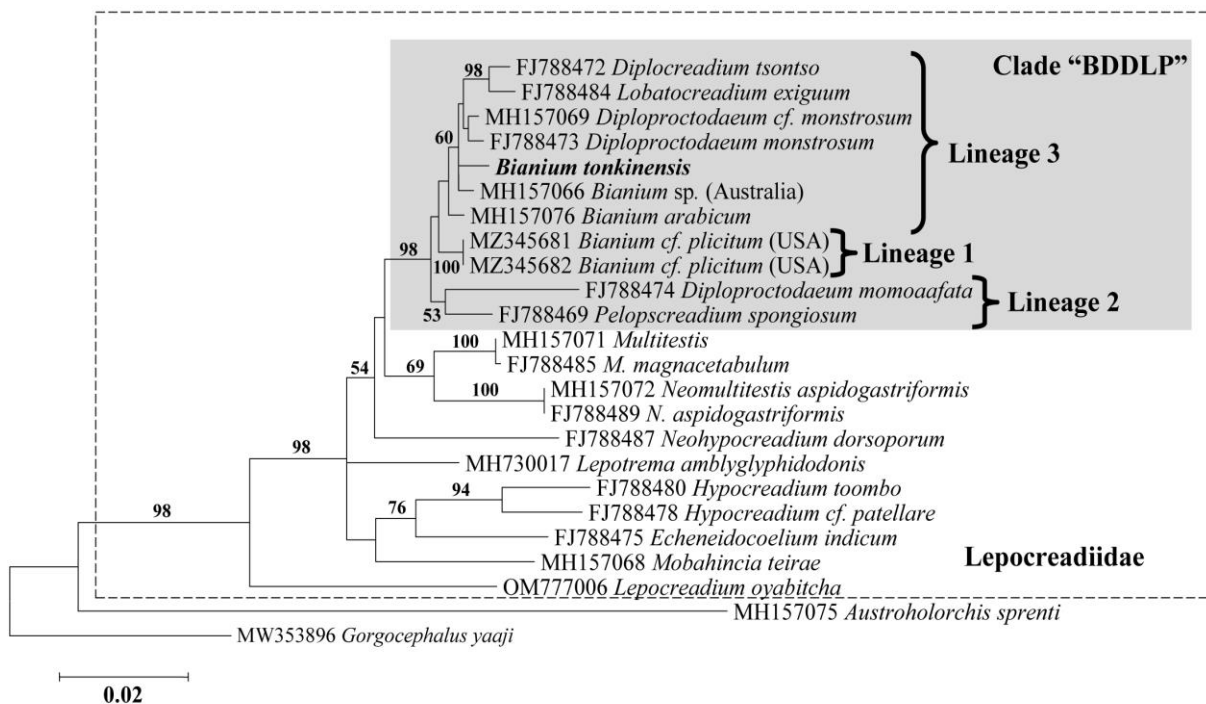 Clade “BDDLP”
98
FJ788472 Diplocreadium tsontso
FJ788484 Lobatocreadium exiguum
MH157069 Diploproctodaeum cf. monstrosum
60
FJ788473 Diploproctodaeum monstrosum
Lineage 3
Bianium tonkinensis
MH157066 Bianium sp. (Australia)
MH157076 Bianium arabicum
98
MZ345681 Bianium cf. plicitum (USA)
Lineage 1
100
MZ345682 Bianium cf. plicitum (USA)
FJ788474 Diploproctodaeum momoaafata
Lineage 2
53
FJ788469 Pelopscreadium spongiosum
100
MH157071 Multitestis
54
69
FJ788485 M. magnacetabulum
100
MH157072 Neomultitestis aspidogastriformis
FJ788489 N. aspidogastriformis
98
FJ788487 Neohypocreadium dorsoporum
MH730017 Lepotrema amblyglyphidodonis
94
FJ788480 Hypocreadium toombo
98
76
FJ788478 Hypocreadium cf. patellare
FJ788475 Echeneidocoelium indicum
MH157068 Mobahincia teirae
Lepocreadiidae
OM777006 Lepocreadium oyabitcha
MH157075 Austroholorchis sprenti
MW353896 Gorgocephalus yaaji
0.02